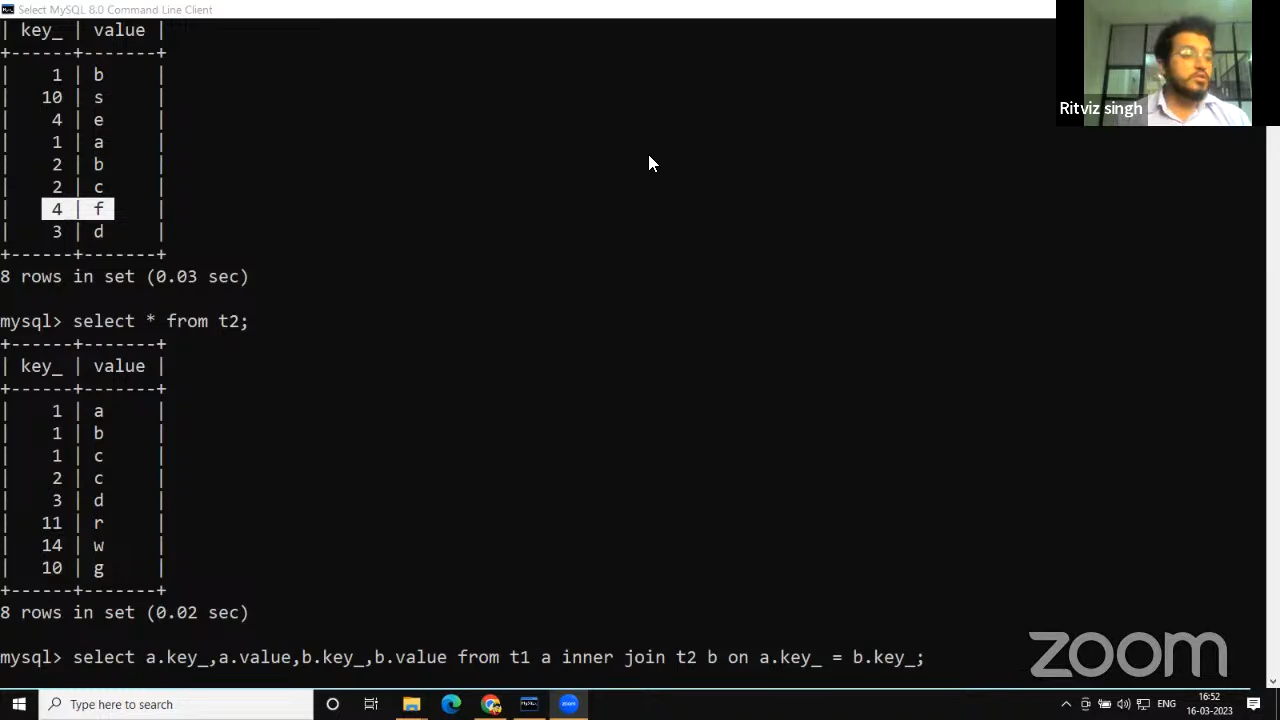 Select MySQL 8.0 Command Line Client
| key_ | value |
+------+-------+
| 1 | b |
| 10 | s |
| 4 | e |
| 1 | a |
| 2 | b |
| 2 | c |
| 4 | f |
| 3 | d |
+------+-------+
8 rows in set (0.03 sec)
mysql> select * from t2;
+------+-------+
| key_ | value |
+------+-------+
| 1 | a |
| 1 | b |
| 1 | c |
| 2 | c |
| 3 | d |
| 11 | r |
| 14 | w |
| 10 | g |
+------+-------+
8 rows in set (0.02 sec)
mysql> select a.key_,a.value,b.key_,b.value from t1 a inner join t2 b on a.key_ = b.key_;
Ritviz singh
zoom
Type here to search
zoom
ENG
16:52
16-03-2023